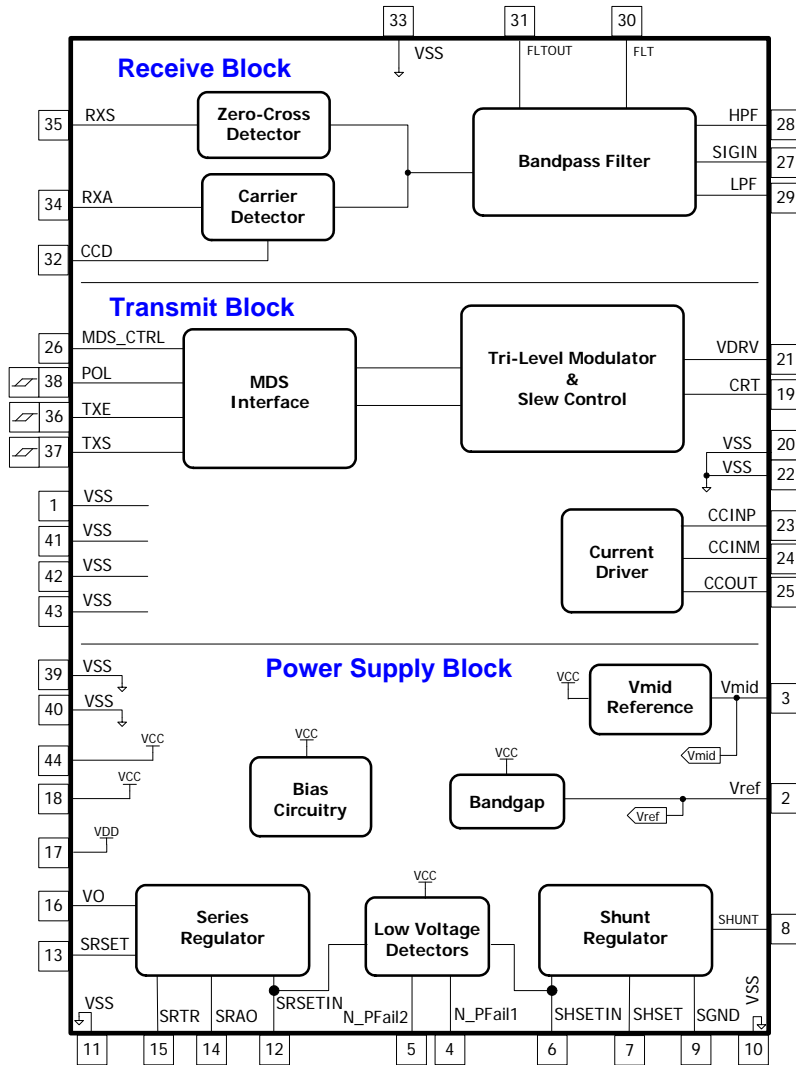 33
31
30
Receive Block
VSS
FLTOUT
FLT
35
RXS
Zero-Cross
Detector
Bandpass Filter
HPF
28
SIGIN
27
LPF
29
34
RXA
Carrier
Detector
32
CCD
Transmit Block
26
MDS_CTRL
38
POL
36
TXE
37
TXS
MDS
Interface
Tri-Level Modulator
&
Slew Control
VDRV
21
CRT
19
VSS
20
VSS
22
1
VSS
41
VSS
42
VSS
43
VSS
Current
Driver
CCINP
23
CCINM
24
CCOUT
25
Power Supply Block
39
VSS
40
VSS
VCC
Vmid
Reference
Vmid
3
Vmid
44
VCC
18
VCC
17
VDD
VCC
Bias
Circuitry
VCC
Bandgap
Vref
2
Vref
16
VO
13
SRSET
Series
Regulator
VCC
Low Voltage
Detectors
Shunt
Regulator
SHUNT
8
VSS
SRTR
SRAO
SRSETIN
N_PFail2
N_PFail1
SHSETIN
SHSET
SGND
VSS
11
15
14
12
5
4
6
7
9
10